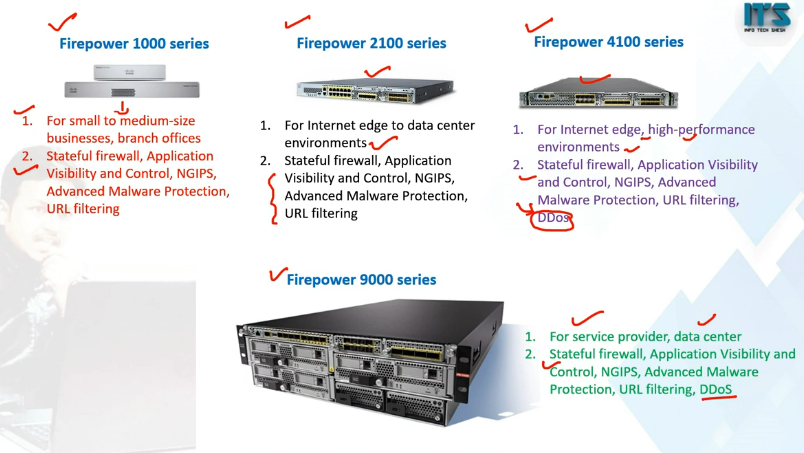 ITS
INFO TECH SHESH
Firepower 1000 series
1. For small to medium-size
businesses, branch offices
2. Stateful firewall, Application
Visibility and Control, NGIPS,
Advanced Malware Protection,
URL filtering
Firepower 2100 series
1. For Internet edge to data center
environments
2. Stateful firewall, Application
Visibility and Control, NGIPS,
Advanced Malware Protection,
URL filtering
Firepower 4100 series
1. For Internet edge, high-performance
environments
2. Stateful firewall, Application Visibility
and Control, NGIPS, Advanced
Malware Protection, URL filtering,
DDoS
Firepower 9000 series
1. For service provider, data center
2. Stateful firewall, Application Visibility and
Control, NGIPS, Advanced Malware
Protection, URL filtering, DDoS